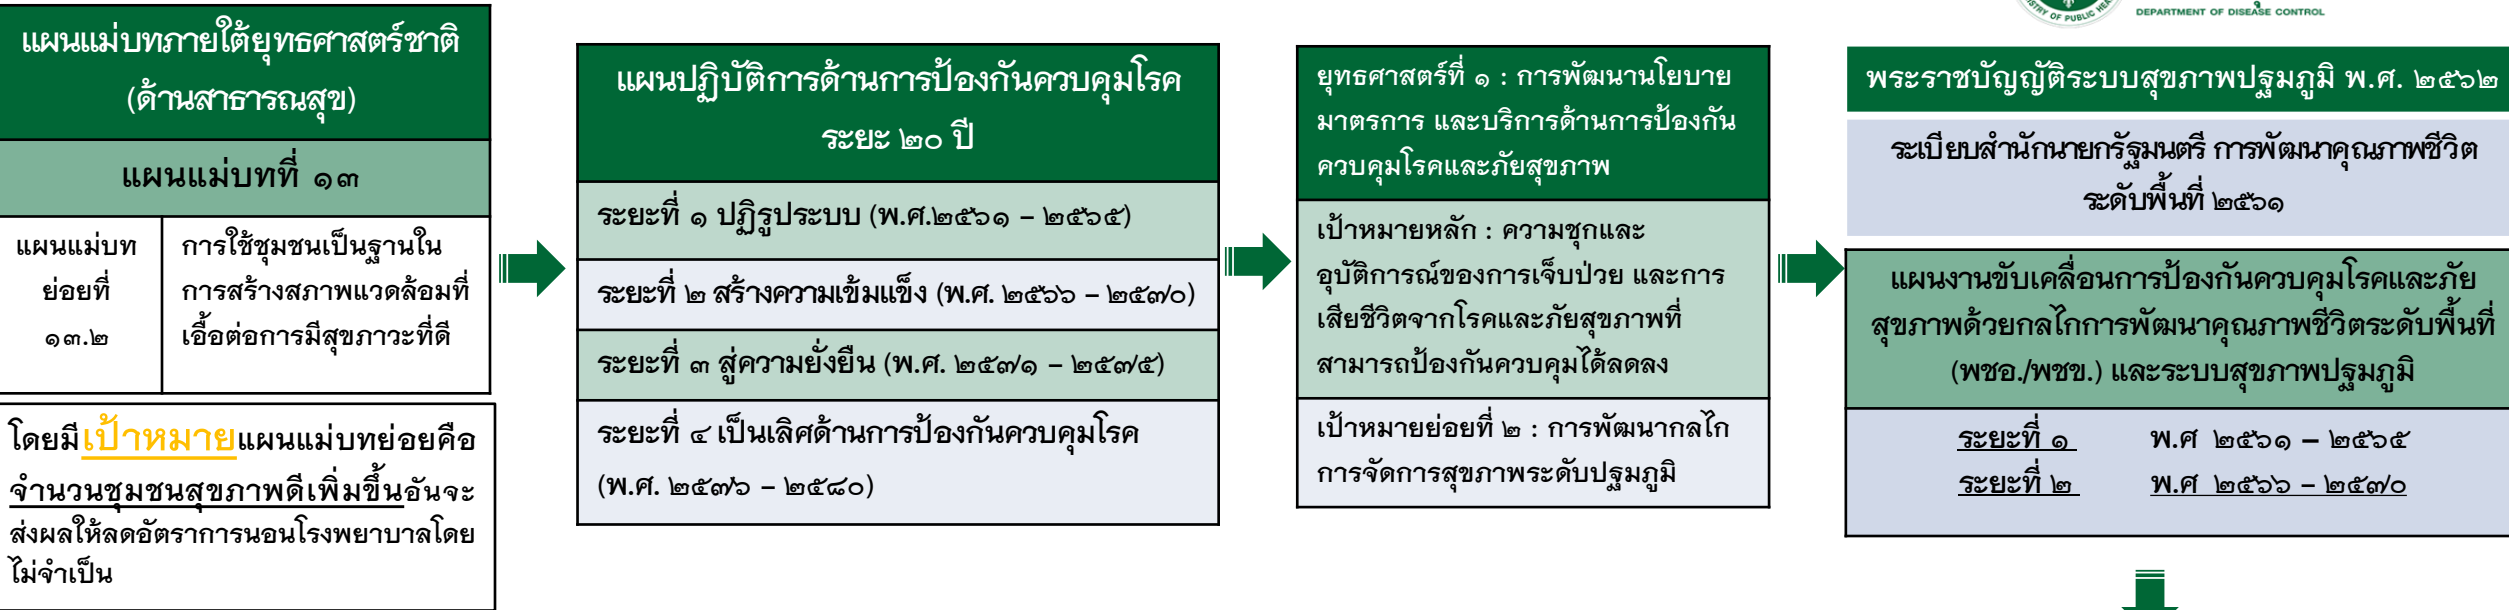 แผนแม่บทภายใต้ยุทธศาสตร์ชาติ
(ด้านสาธารณสุข)
แผนแม่บทที่ ๑๓
แผนแม่บท
ย่อยที่
๑๓.๒
การใช้ชุมชนเป็นฐานใน
การสร้างสภาพแวดล้อมที่
เอื้อต่อการมีสุขภาวะที่ดี
โดยมีเป้าหมายแผนแม่บทย่อยคือ
จำนวนชุมชนสุขภาพดีเพิ่มขึ้นอันจะ
ส่งผลให้ลดอัตราการนอนโรงพยาบาลโดย
ไม่จำเป็น
แผนปฏิบัติการด้านการป้องกันควบคุมโรค
ระยะ ๒๐ ปี
ระยะที่ ๑ ปฏิรูประบบ (พ.ศ.๒๕๖๑ – ๒๕๖๕)
ระยะที่ ๒ สร้างความเข้มแข็ง (พ.ศ. ๒๕๖๖ – ๒๕๗๐)
ระยะที่ ๓ สู่ความยั่งยืน (พ.ศ. ๒๕๗๑ – ๒๕๗๕)
ระยะที่ ๔ เป็นเลิศด้านการป้องกันควบคุมโรค
(พ.ศ. ๒๕๗๖ – ๒๕๘๐)
ยุทธศาสตร์ที่ ๑ : การพัฒนานโยบาย
มาตรการ และบริการด้านการป้องกัน
ควบคุมโรคและภัยสุขภาพ
เป้าหมายหลัก : ความชุกและ
อุบัติการณ์ของการเจ็บป่วย และการ
เสียชีวิตจากโรคและภัยสุขภาพที่
สามารถป้องกันควบคุมได้ลดลง
เป้าหมายย่อยที่ ๒ : การพัฒนากลไก
การจัดการสุขภาพระดับปฐมภูมิ
DEPARTMENT OF DISEASE CONTROL
พระราชบัญญัติระบบสุขภาพปฐมภูมิ พ.ศ. ๒๕๖๒
ระเบียบสำนักนายกรัฐมนตรี การพัฒนาคุณภาพชีวิต
ระดับพื้นที่ ๒๕๖๑
แผนงานขับเคลื่อนการป้องกันควบคุมโรคและภัย
สุขภาพด้วยกลไกการพัฒนาคุณภาพชีวิตระดับพื้นที่
(พชอ./พชข.) และระบบสุขภาพปฐมภูมิ
ระยะที่ ๑ พ.ศ ๒๕๖๑ – ๒๕๖๕
ระยะที่ ๒ พ.ศ ๒๕๖๖ – ๒๕๗๐